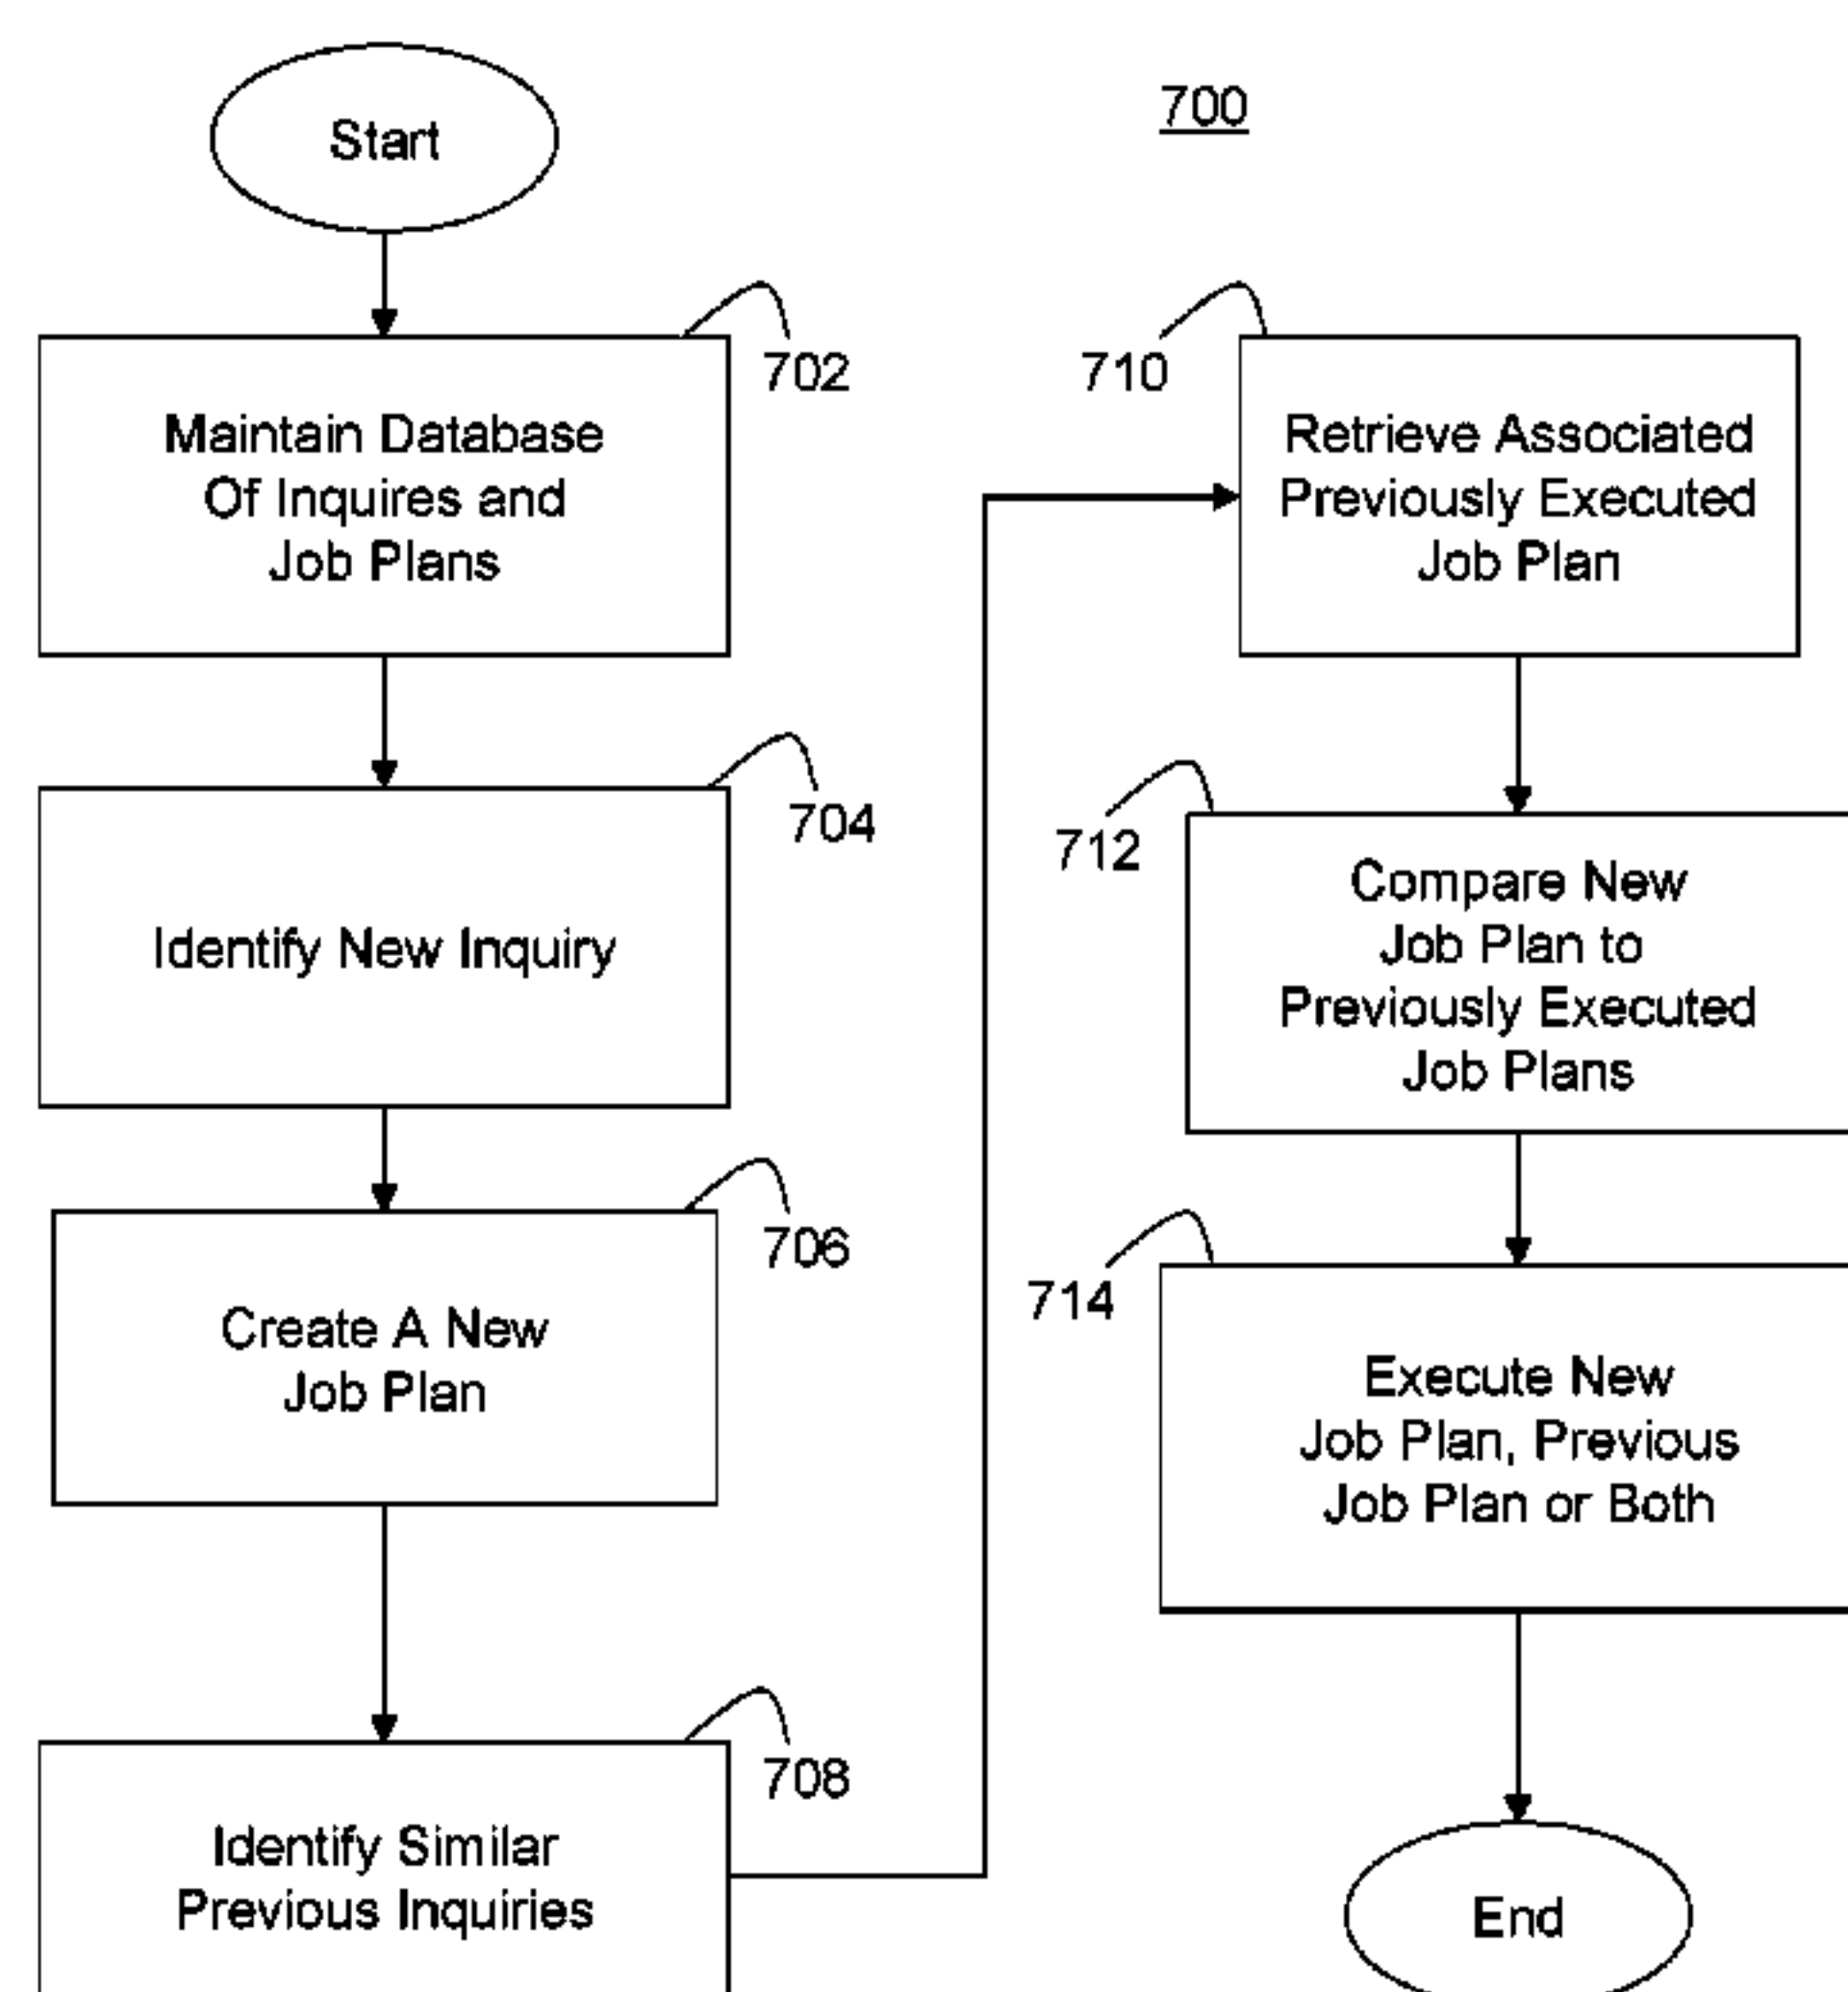 Start
700
702
Maintain Database
Of Inquires and
Job Plans
704
Identify New Inquiry
706
Create A New
Job Plan
708
Identify Similar
Previous Inquiries
710
Retrieve Associated
Previously Executed
Job Plan
712
Compare New
Job Plan to
Previously Executed
Job Plans
714
Execute New
Job Plan, Previous
Job Plan or Both
End